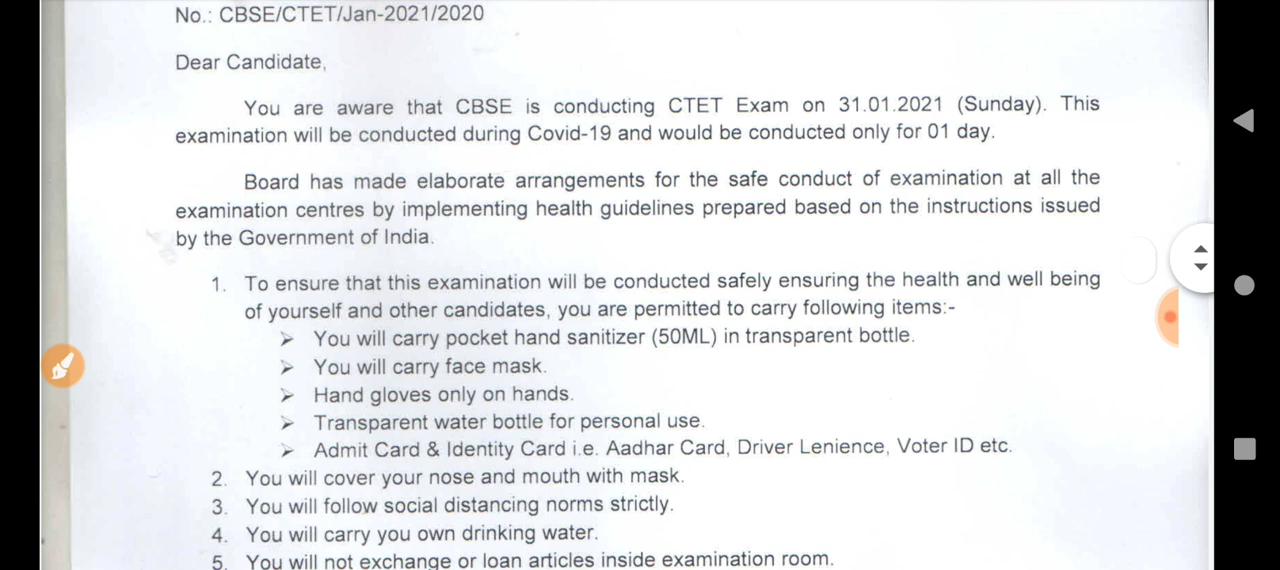 No.: CBSE/CTET/Jan-2021/2020
Dear Candidate,
You are aware that CBSE is conducting CTET Exam on 31.01.2021 (Sunday). This
examination will be conducted during Covid-19 and would be conducted only for 01 day.
Board has made elaborate arrangements for the safe conduct of examination at all the
examination centres by implementing health guidelines prepared based on the instructions issued
by the Government of India.
1. To ensure that this examination will be conducted safely ensuring the health and well being
of yourself and other candidates, you are permitted to carry following items:-
➢ You will carry pocket hand sanitizer (50ML) in transparent bottle.
➢ You will carry face mask.
➢ Hand gloves only on hands.
➢ Transparent water bottle for personal use.
➢ Admit Card & Identity Card i.e. Aadhar Card, Driver Lenience, Voter ID etc.
2. You will cover your nose and mouth with mask.
3. You will follow social distancing norms strictly.
4. You will carry you own drinking water.
5. You will not exchange or loan articles inside examination room.